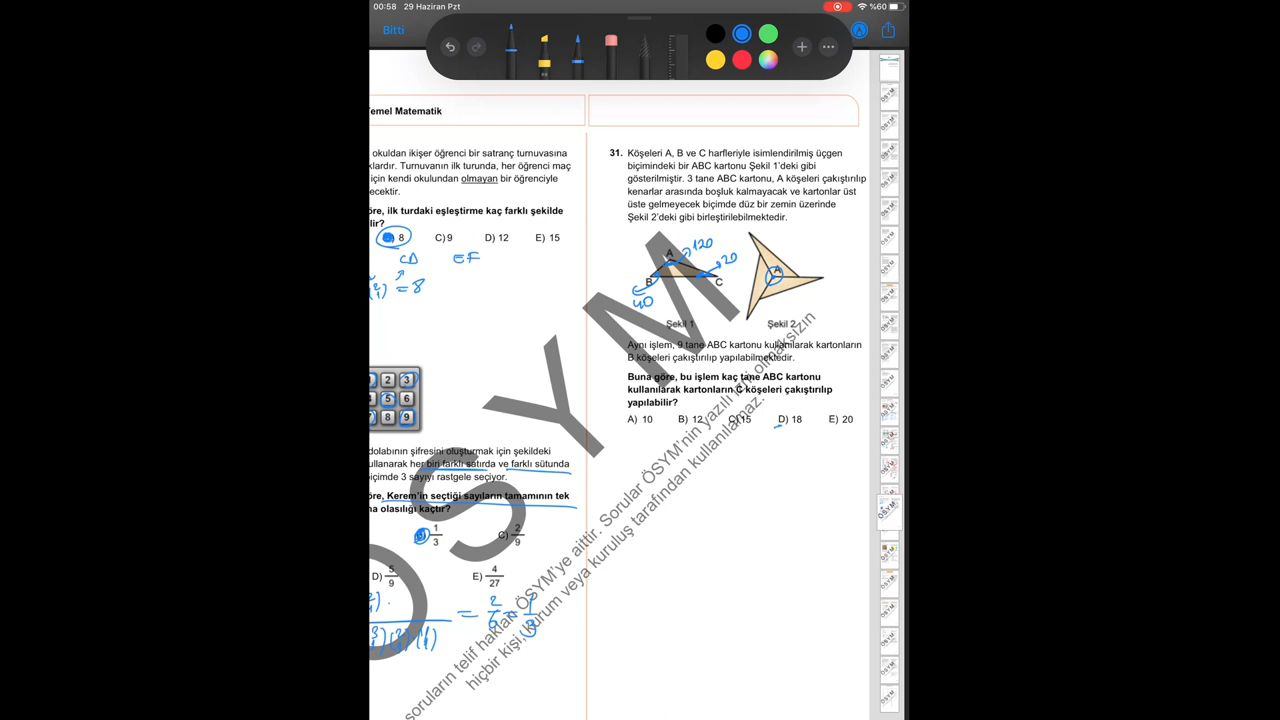 00:58 29 Haziran Pzt
%60
Bitti
Temel Matematik
okuldan ikişer öğrenci bir satranç turnuvasına
klardır. Turnuvanın ilk turunda, her öğrenci maç
için kendi okulundan olmayan bir öğrenciyle
ecektir.
öre, ilk turdaki eşleştirme kaç farklı şekilde
lir?
8 C) 9 D) 12 E) 15
CD EF
= 8
2 3
5 6
8 9
dolabının şifresini oluşturmak için şekildeki
ullanarak her biri farklı satırda ve farklı sütunda
biçimde 3 sayıyı rastgele seçiyor.
öre, Kerem'in seçtiği sayıların tamamının tek
na olasılığı kaçtır?
B) 1/3 C) 2/9
D) 5/9 E) 4/27
= 2/6 = 1/3
31. Köşeleri A, B ve C harfleriyle isimlendirilmiş üçgen
biçimindeki bir ABC kartonu Şekil 1'deki gibi
gösterilmiştir. 3 tane ABC kartonu, A köşeleri çakıştırılıp
kenarlar arasında boşluk kalmayacak ve kartonlar üst
üste gelmeyecek biçimde düz bir zemin üzerinde
Şekil 2'deki gibi birleştirilebilmektedir.
A 120
20
B C
40
A
Şekil 1 Şekil 2
Aynı işlem, 9 tane ABC kartonu kullanılarak kartonların
B köşeleri çakıştırılıp yapılabilmektedir.
Buna göre, bu işlem kaç tane ABC kartonu
kullanılarak kartonların C köşeleri çakıştırılıp
yapılabilir?
A) 10 B) 12 C) 15 D) 18 E) 20
ÖSYM
soruların telif hakları ÖSYM'ye aittir. Sorular ÖSYM'nin yazılı izni olmaksızın
hiçbir kişi, kurum veya kuruluş tarafından kullanılamaz.